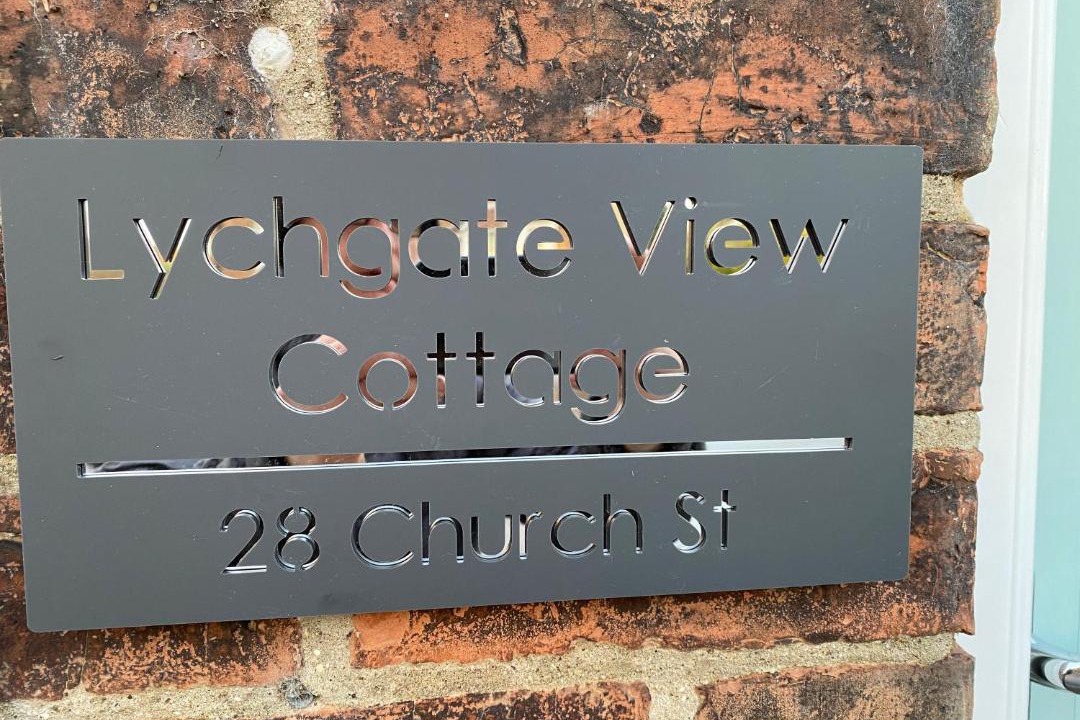 Lychgate View
Cottage
28 Church St